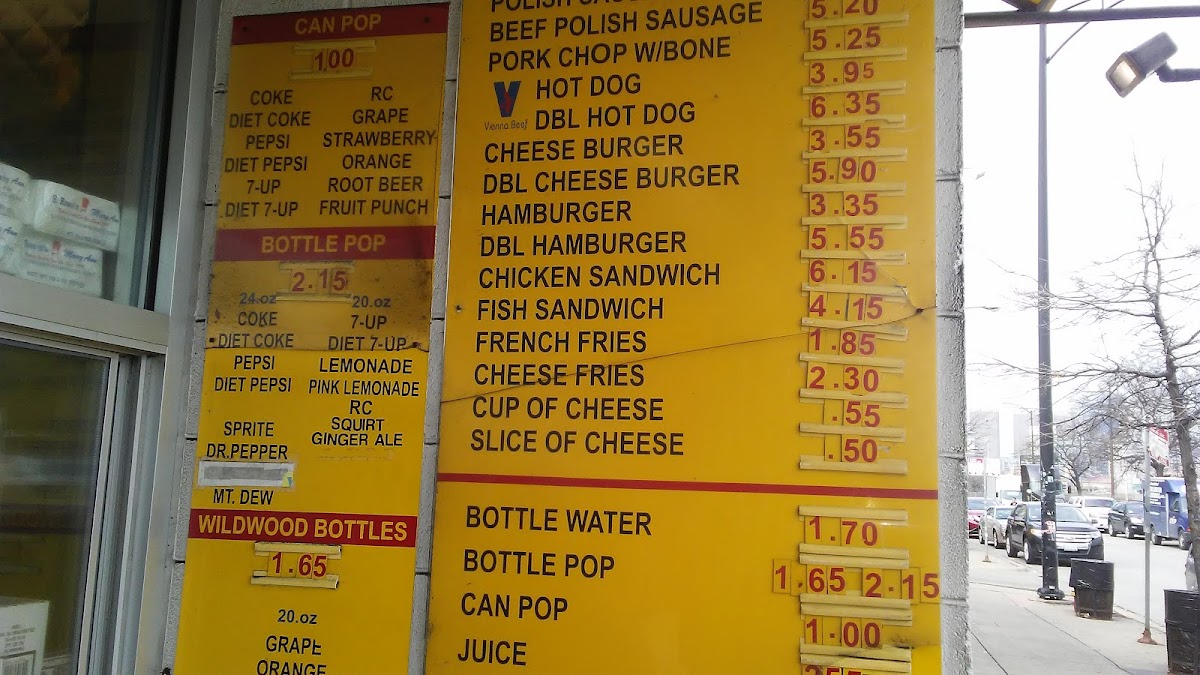 CAN POP
1.00
COKE RC
DIET COKE GRAPE
PEPSI STRAWBERRY
DIET PEPSI ORANGE
7-UP ROOT BEER
DIET 7-UP FRUIT PUNCH
BOTTLE POP
2.15
24.oz 20.oz
COKE 7-UP
DIET COKE DIET 7-UP
PEPSI LEMONADE
DIET PEPSI PINK LEMONADE
RC
SPRITE SQUIRT
DR.PEPPER GINGER ALE
MT. DEW
WILDWOOD BOTTLES
1.65
20.oz
GRAPE
ORANGE
POLISH SAUSAGE
BEEF POLISH SAUSAGE 5.20
PORK CHOP W/BONE 5.25
HOT DOG 3.95
Vienna Beef
DBL HOT DOG 6.35
CHEESE BURGER 3.55
DBL CHEESE BURGER 5.90
HAMBURGER 3.35
DBL HAMBURGER 5.55
CHICKEN SANDWICH 6.15
FISH SANDWICH 4.15
FRENCH FRIES 1.85
CHEESE FRIES 2.30
CUP OF CHEESE .55
SLICE OF CHEESE .50
BOTTLE WATER 1.70
BOTTLE POP 1.65 2.15
CAN POP 1.00
JUICE